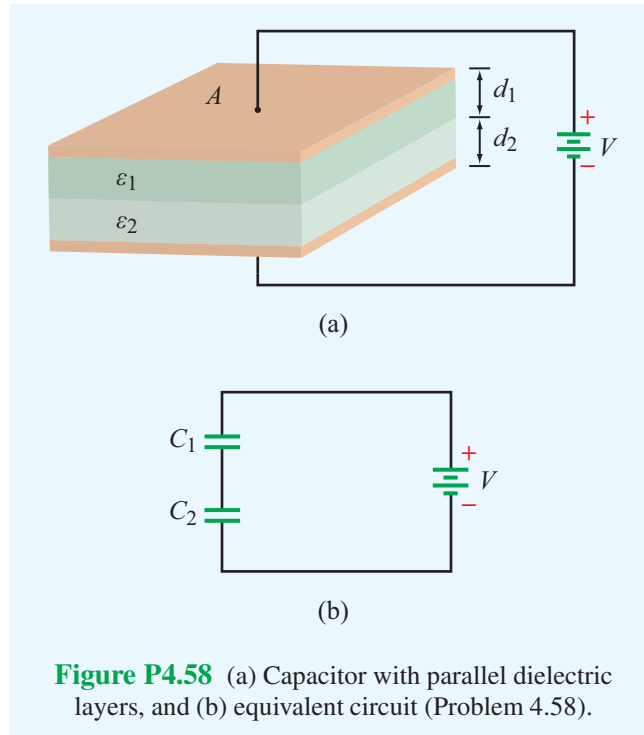 A
d1
d2
ε1
ε2
+
V
−
(a)
C1
C2
+
V
−
(b)
Figure P4.58 (a) Capacitor with parallel dielectric
layers, and (b) equivalent circuit (Problem 4.58).